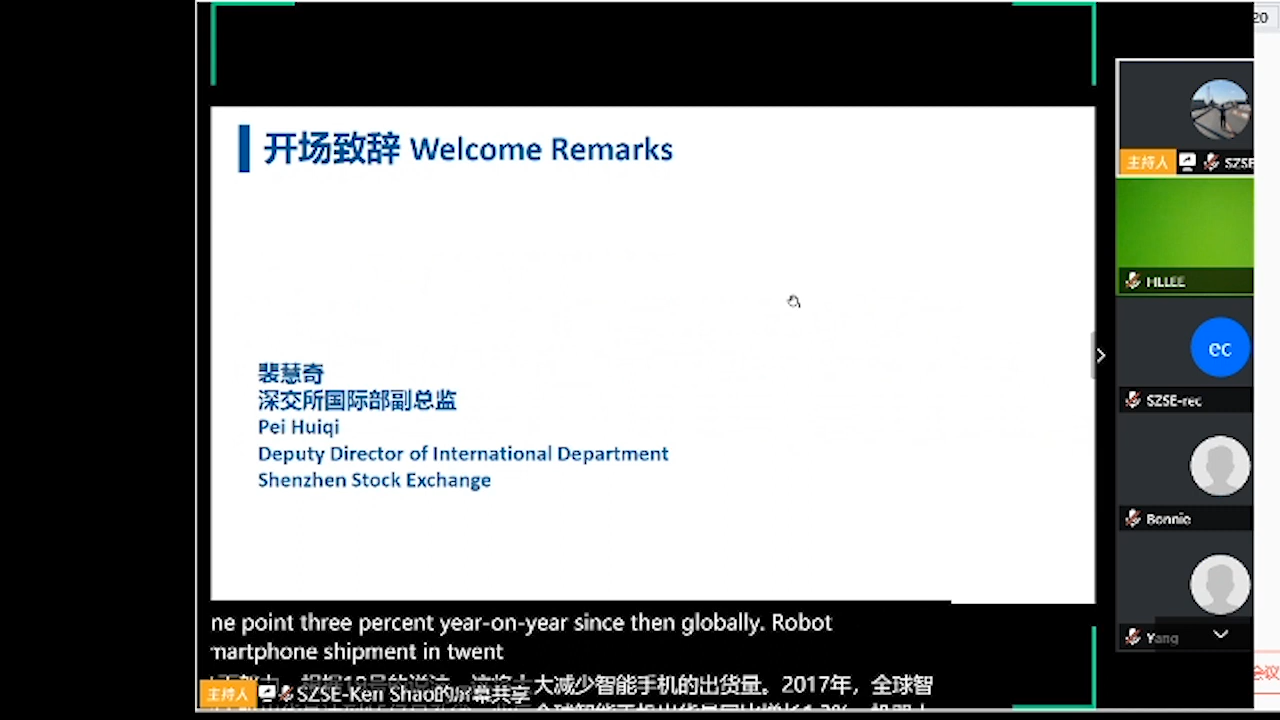 20
开场致辞 Welcome Remarks
裴慧奇
深交所国际部副总监
Pei Huiqi
Deputy Director of International Department
Shenzhen Stock Exchange
主持人 SZSE
HLLEE
ec
SZSE-rec
Bonnie
Yang
ne point three percent year-on-year since then globally. Robot
martphone shipment in twent
大减少智能手机的出货量。2017年，全球智
主持人 SZSE-Ken Shao的屏幕共享
会议